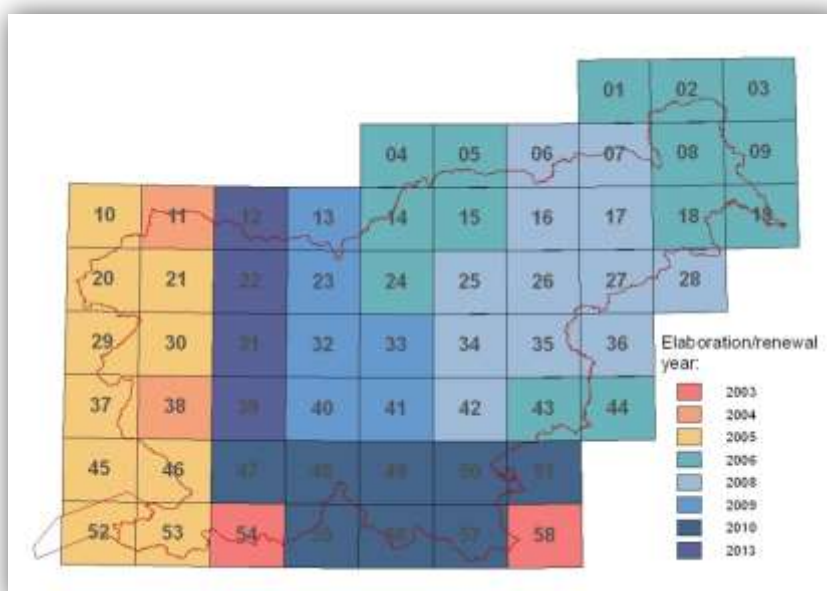 01 02 03
04 05 06 07 08 09
10 11 12 13 14 15 16 17 18 19
20 21 22 23 24 25 26 27 28
29 30 31 32 33 34 35 36
Elaboration/renewal
year:
37 38 39 40 41 42 43 44
45 46 47 48 49 50 51
52 53 54 55 56 57 58
2003
2004
2005
2006
2008
2009
2010
2013